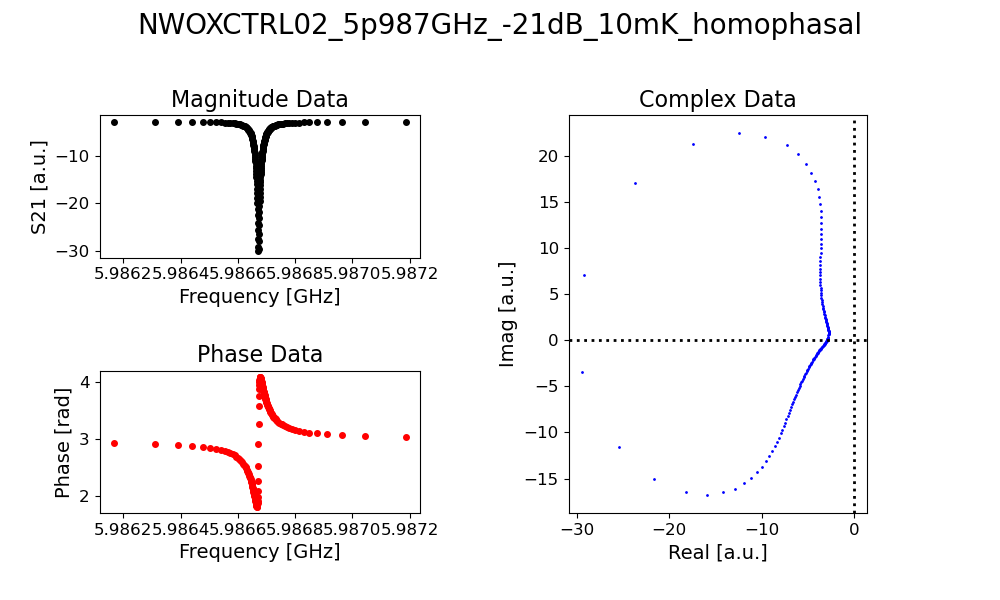 NWOXCTRL02_5p987GHz_-21dB_10mK_homophasal
Magnitude Data
S21 [a.u.]
−10
−20
−30
5.98625.98645.98665.98685.98705.9872
Frequency [GHz]
Phase Data
Phase [rad]
4
3
2
5.98625.98645.98665.98685.98705.9872
Frequency [GHz]
Complex Data
Imag [a.u.]
20
15
10
5
0
−5
−10
−15
−30 −20 −10 0
Real [a.u.]